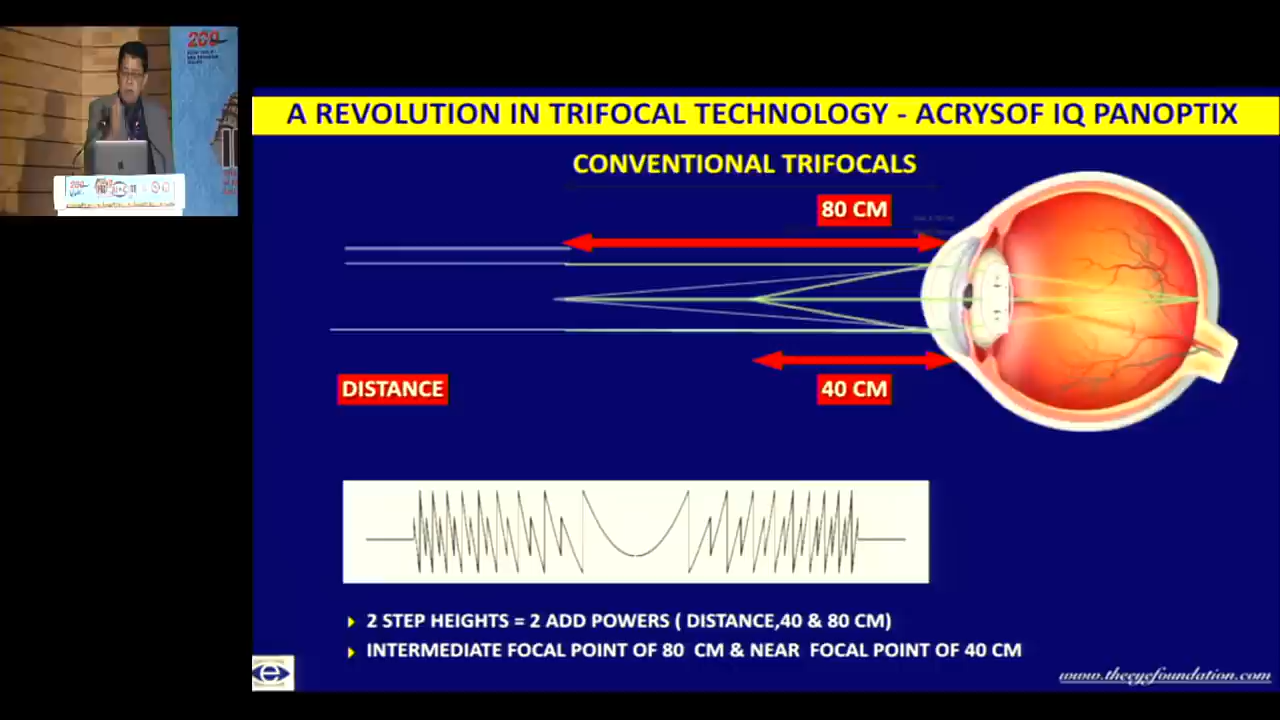 200
A REVOLUTION IN TRIFOCAL TECHNOLOGY - ACRYSOF IQ PANOPTIX
CONVENTIONAL TRIFOCALS
80 CM
DISTANCE
40 CM
2 STEP HEIGHTS = 2 ADD POWERS ( DISTANCE,40 & 80 CM)
INTERMEDIATE FOCAL POINT OF 80 CM & NEAR FOCAL POINT OF 40 CM
www.theeyefoundation.com